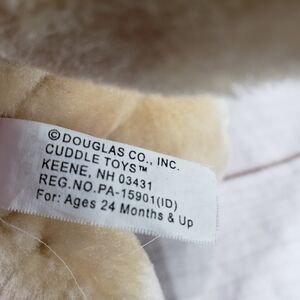 ©DOUGLAS CO., INC.
CUDDLE TOYS™
KEENE, NH 03431
REG.NO.PA-15901(ID)
For: Ages 24 Months & Up